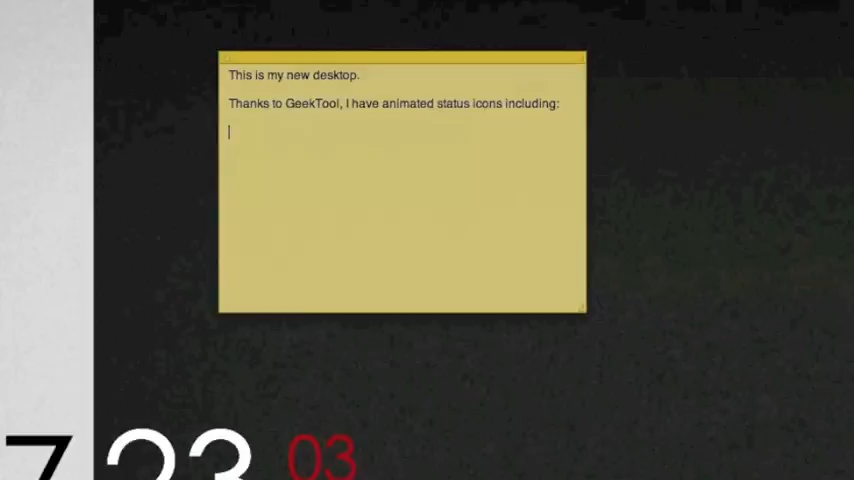 This is my new desktop.
Thanks to GeekTool, I have animated status icons including:
7 23 03